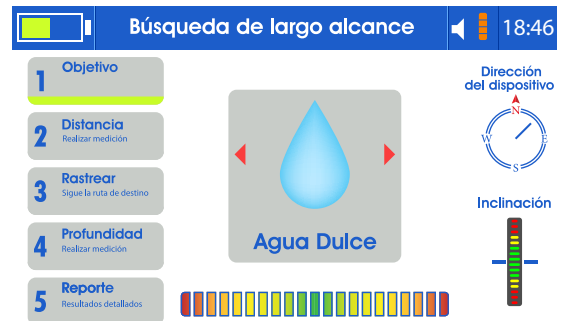 Búsqueda de largo alcance
18:46
1 Objetivo
2 Distancia
Realizar medición
3 Rastrear
Sigue la ruta de destino
4 Profundidad
Realizar medición
5 Reporte
Resultados detallados
Agua Dulce
Dirección
del dispositivo
N
W E
S
Inclinación